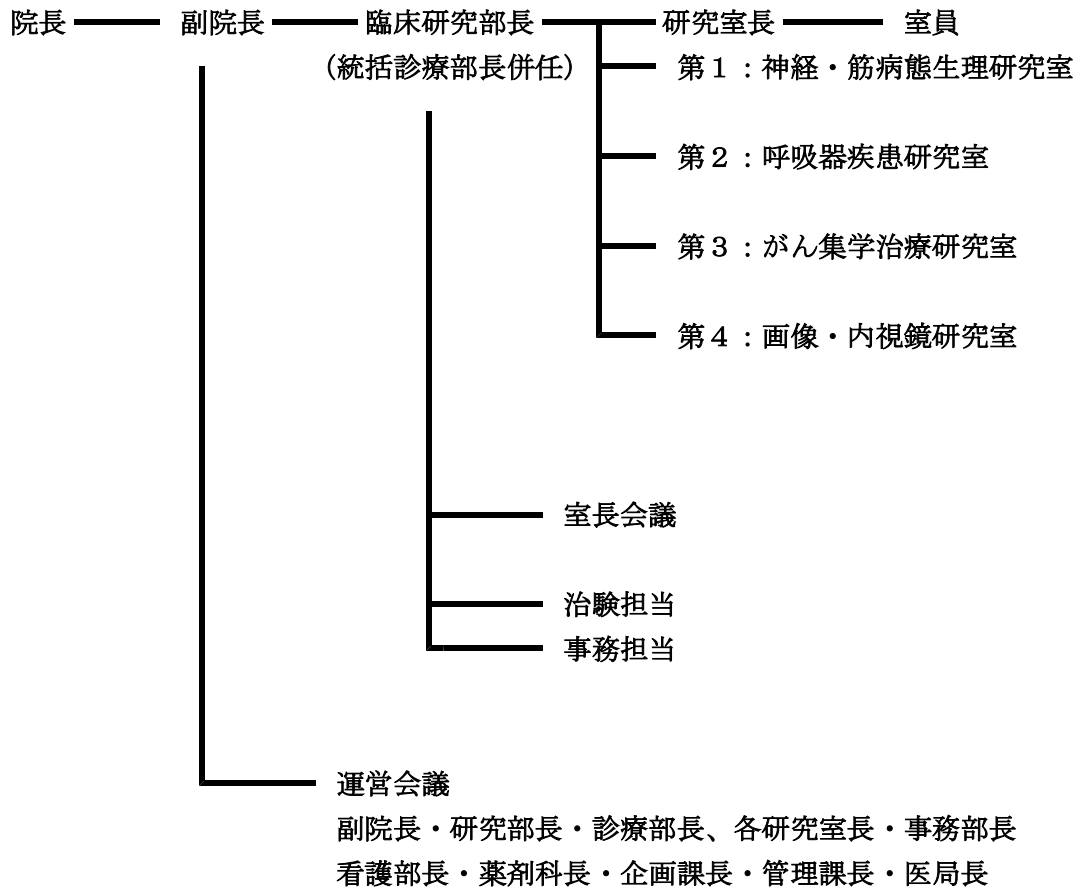 院長 副院長 臨床研究部長 研究室長 室員
(統括診療部長併任) 第1:神経・筋病態生理研究室
第2:呼吸器疾患研究室
第3:がん集学治療研究室
第4:画像・内視鏡研究室
室長会議
治験担当
事務担当
運営会議
副院長・研究部長・診療部長、各研究室長・事務部長
看護部長・薬剤科長・企画課長・管理課長・医局長